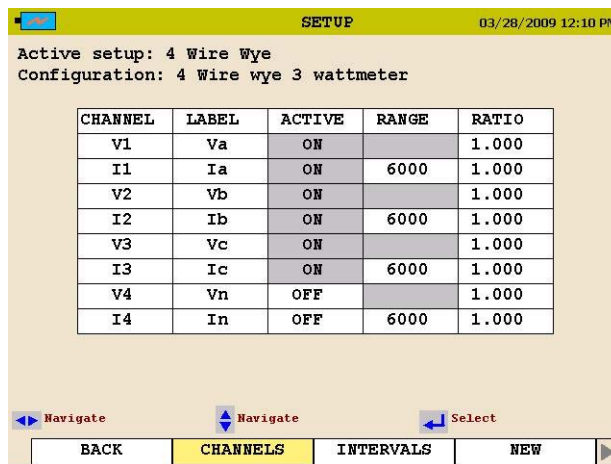 SETUP 03/28/2009 12:10 PM
Active setup: 4 Wire Wye
Configuration: 4 Wire wye 3 wattmeter
CHANNEL LABEL ACTIVE RANGE RATIO
V1 Va ON 1.000
I1 Ia ON 6000 1.000
V2 Vb ON 1.000
I2 Ib ON 6000 1.000
V3 Vc ON 1.000
I3 Ic ON 6000 1.000
V4 Vn OFF 1.000
I4 In OFF 6000 1.000
Navigate Navigate Select
BACK CHANNELS INTERVALS NEW